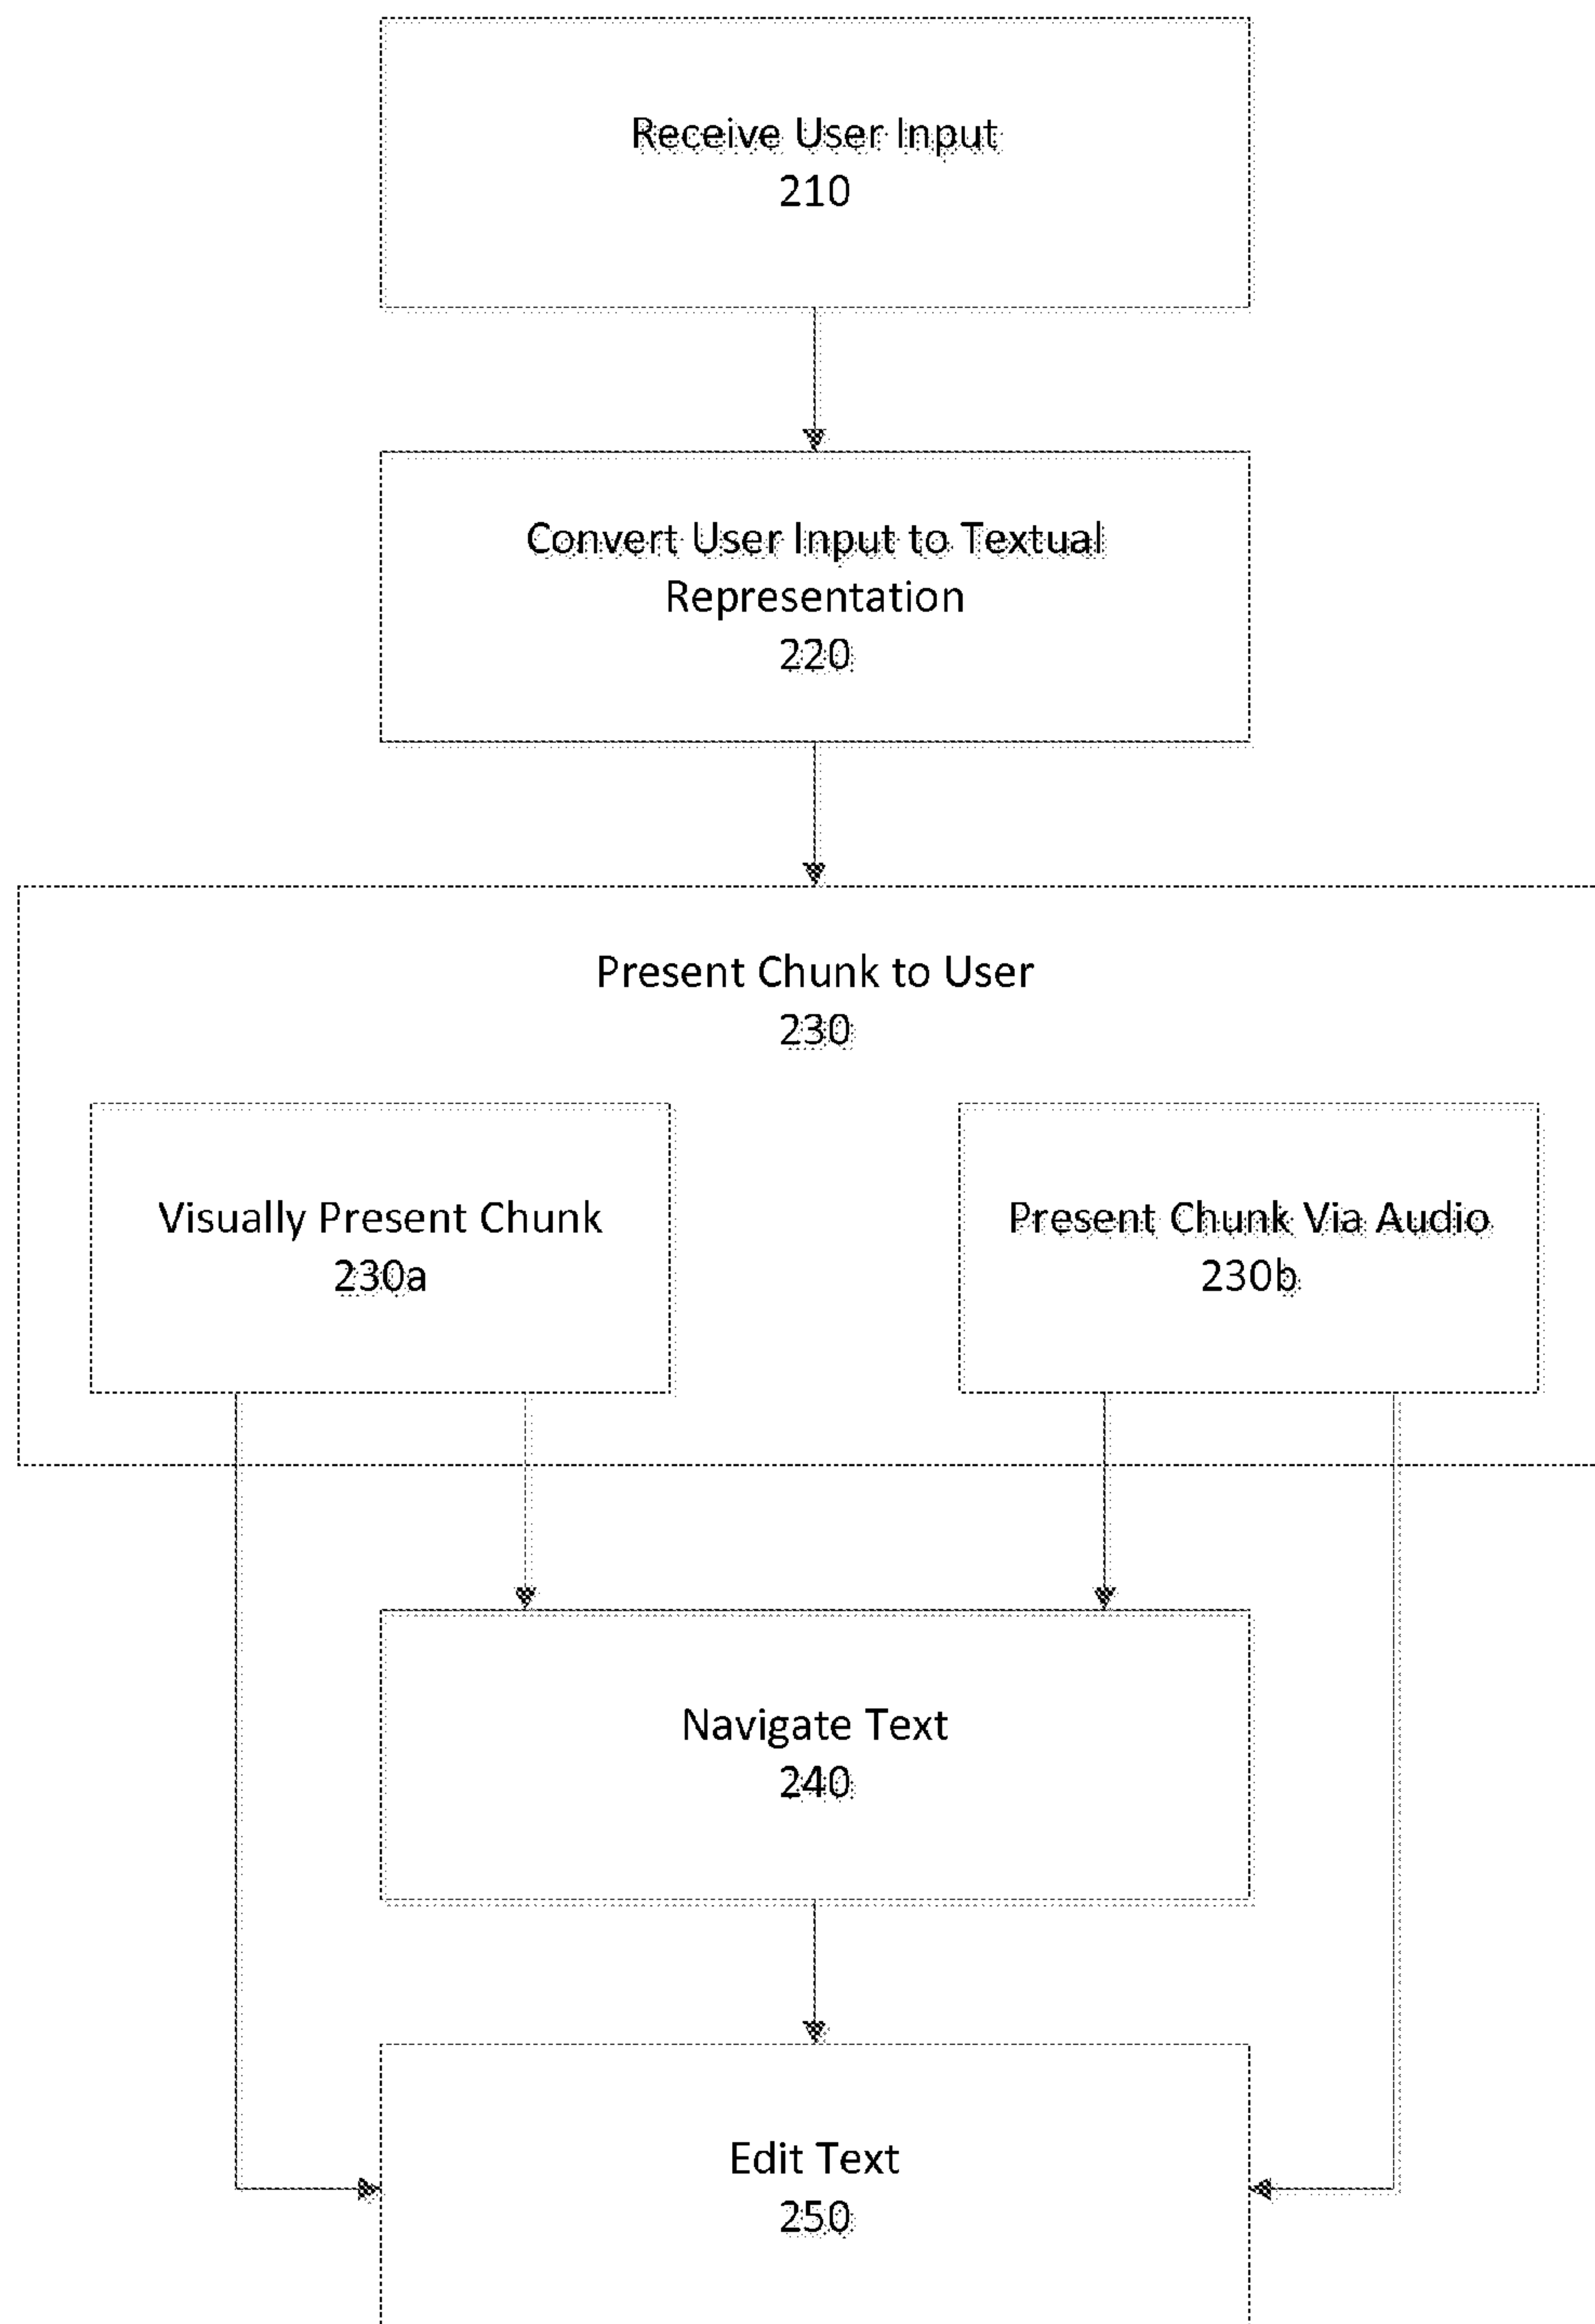 Receive User Input
210
Convert User Input to Textual
Representation
220
Present Chunk to User
230
Visually Present Chunk
230a
Present Chunk Via Audio
230b
Navigate Text
240
Edit Text
250